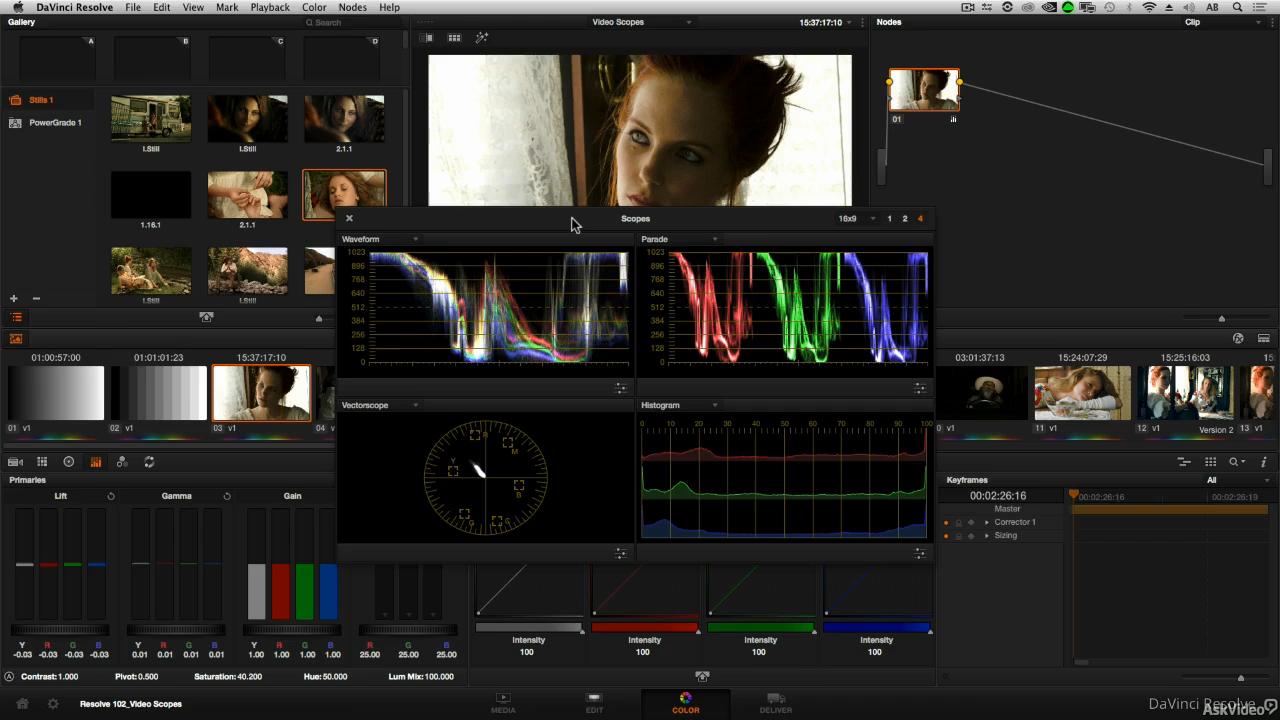 DaVinci Resolve File Edit View Marks Playback Color Nodes Help AB
Gallery Search Video Scopes 15:37:17:10 Nodes Clip
A B C D
Stills 1
PowerGrade 1
I.Still I.Still 2.1.1
01
1.16.1 2.1.1
Scopes 16x9 1 2 4
Waveform Parade
1023 1023
896 896
768 768
640 640
512 512
384 384
256 256
128 128
0 0
I.Still I.Still
01:00:57:00 01:01:01:23 15:37:17:10 03:01:37:13 15:24:07:29 15:25:16:03 15
01 v1 02 v1 03 v1 04 0 v1 11 v1 12 v1 Version 2 13 v1
Vectorscope Histogram
0 10 20 30 40 50 60 70 80 90 100
R M Y B G C
Primaries Keyframes All
Lift Gamma Gain
00:02:26:16 00:02:26:16 00:02:26:19
Master
Corrector 1
Sizing
Y R G B Y R G B Y R G B R G B
-0.03 -0.03 -0.03 -0.03 0.01 0.01 0.01 0.01 1.00 1.00 1.00 1.00 25.00 25.00 25.00
Intensity Intensity Intensity Intensity
100 100 100 100
A Contrast:1.000 Pivot:0.500 Saturation:40.200 Hue:50.000 Lum Mix:100.000
Resolve 102_Video Scopes MEDIA EDIT COLOR DELIVER DaVinci Resolve
AskVideo